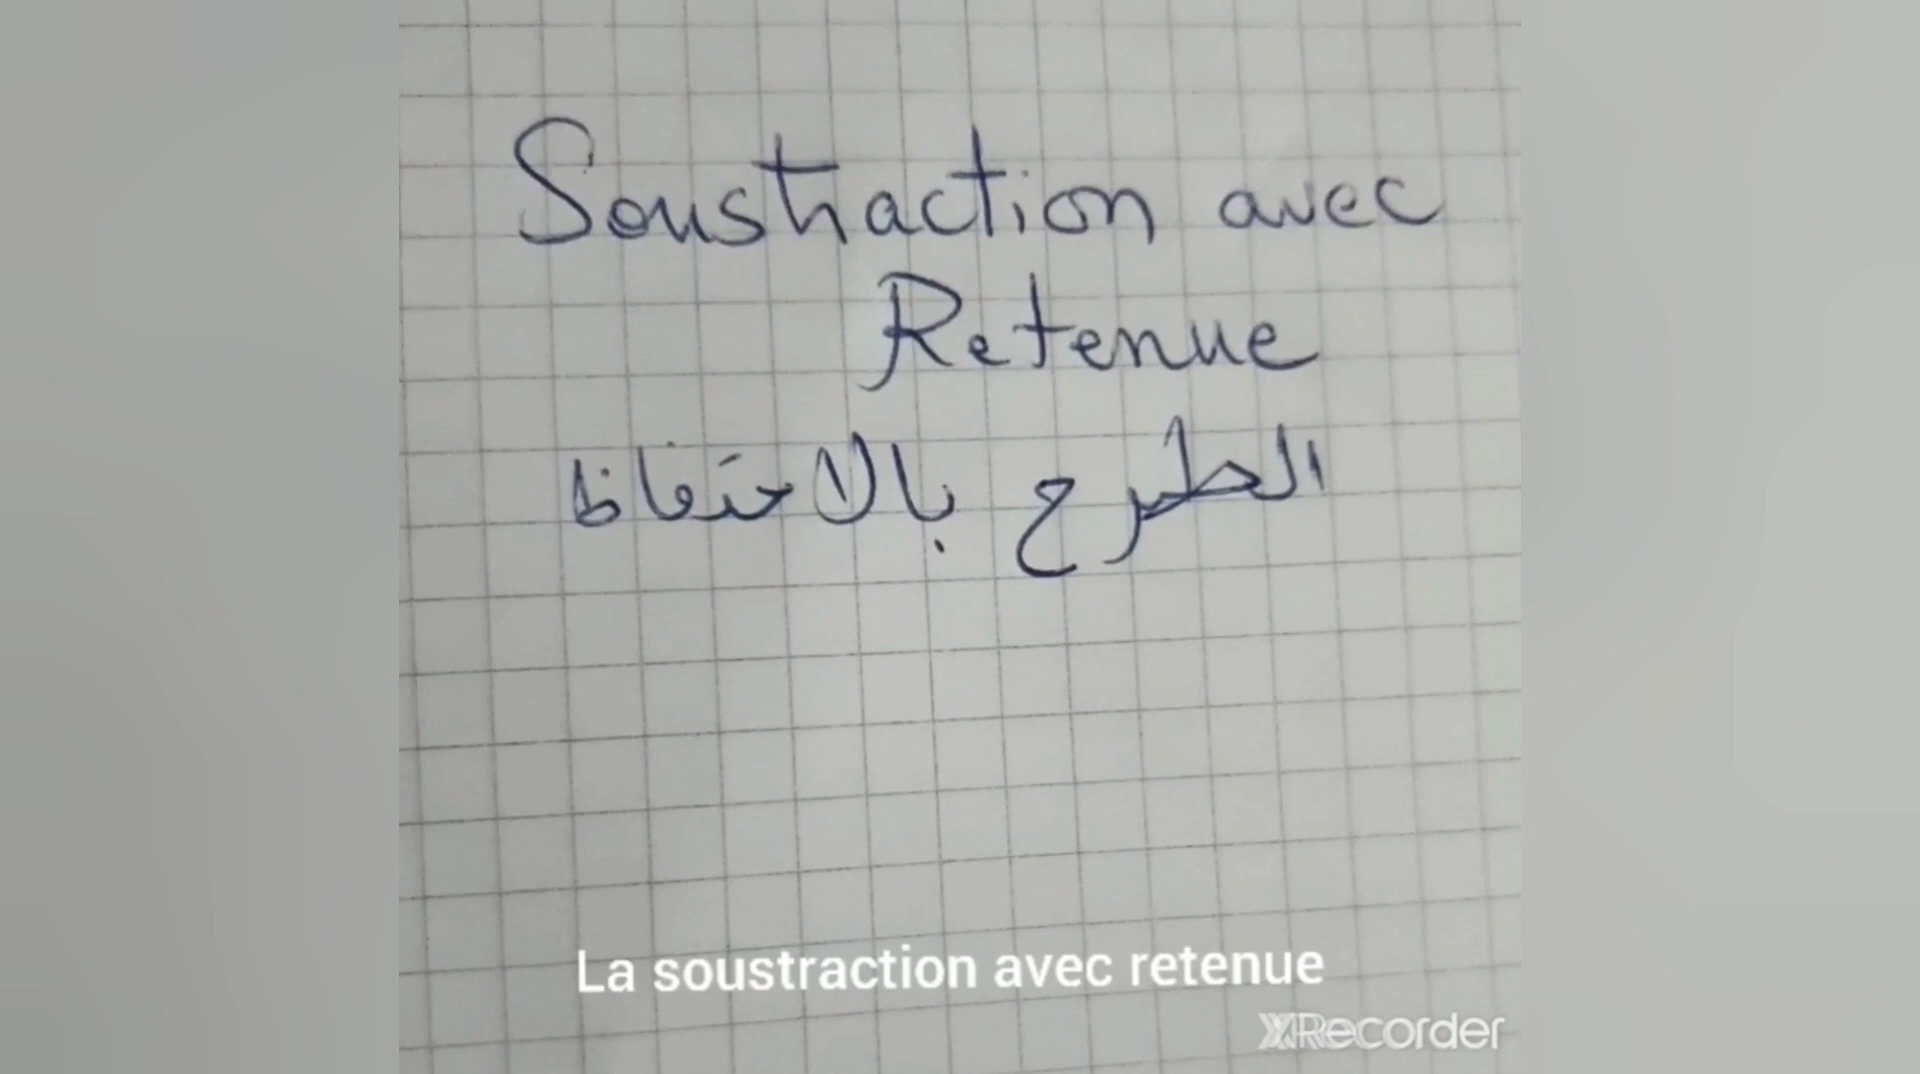 Soustraction avec
Retenue
الطرح بالاحتفاظ
La soustraction avec retenue
XRecorder